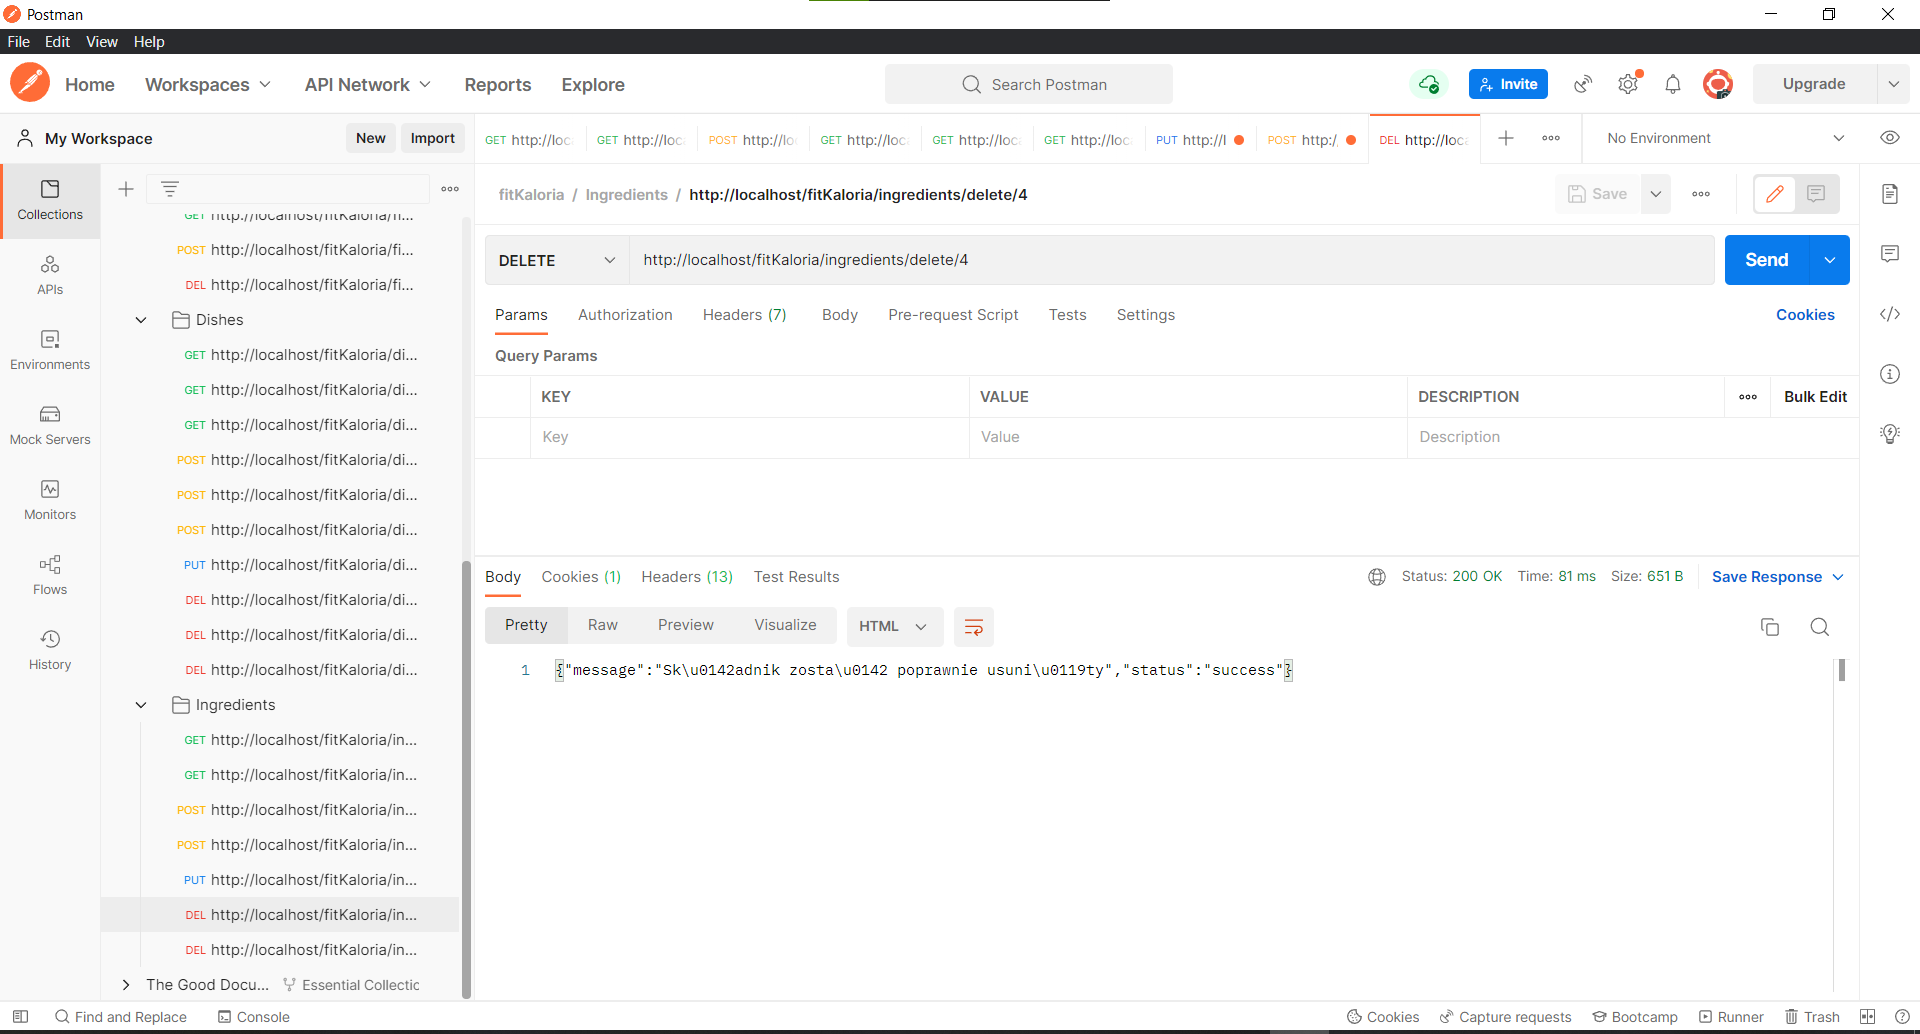 Postman
File Edit View Help
Home Workspaces API Network Reports Explore Search Postman Invite Upgrade
My Workspace New Import
GET http://loc GET http://loc POST http://lo GET http://loc GET http://loc GET http://loc PUT http://l POST http:/ DEL http://loc No Environment
Collections
APIs
Environments
Mock Servers
Monitors
Flows
History
GET http://localhost/fitKaloria/fi...
POST http://localhost/fitKaloria/fi...
DEL http://localhost/fitKaloria/fi...
Dishes
GET http://localhost/fitKaloria/di...
GET http://localhost/fitKaloria/di...
GET http://localhost/fitKaloria/di...
POST http://localhost/fitKaloria/di...
POST http://localhost/fitKaloria/di...
POST http://localhost/fitKaloria/di...
PUT http://localhost/fitKaloria/di...
DEL http://localhost/fitKaloria/di...
DEL http://localhost/fitKaloria/di...
DEL http://localhost/fitKaloria/di...
Ingredients
GET http://localhost/fitKaloria/in...
GET http://localhost/fitKaloria/in...
POST http://localhost/fitKaloria/in...
POST http://localhost/fitKaloria/in...
PUT http://localhost/fitKaloria/in...
DEL http://localhost/fitKaloria/in...
DEL http://localhost/fitKaloria/in...
The Good Docu... Essential Collectic
fitKaloria / Ingredients / http://localhost/fitKaloria/ingredients/delete/4 Save
DELETE http://localhost/fitKaloria/ingredients/delete/4 Send
Params Authorization Headers (7) Body Pre-request Script Tests Settings Cookies
Query Params
KEY VALUE DESCRIPTION Bulk Edit
Key Value Description
Body Cookies (1) Headers (13) Test Results Status: 200 OK Time: 81 ms Size: 651 B Save Response
Pretty Raw Preview Visualize HTML
1 {"message":"Sk\u0142adnik zosta\u0142 poprawnie usuni\u0119ty","status":"success"}
Find and Replace Console Cookies Capture requests Bootcamp Runner Trash